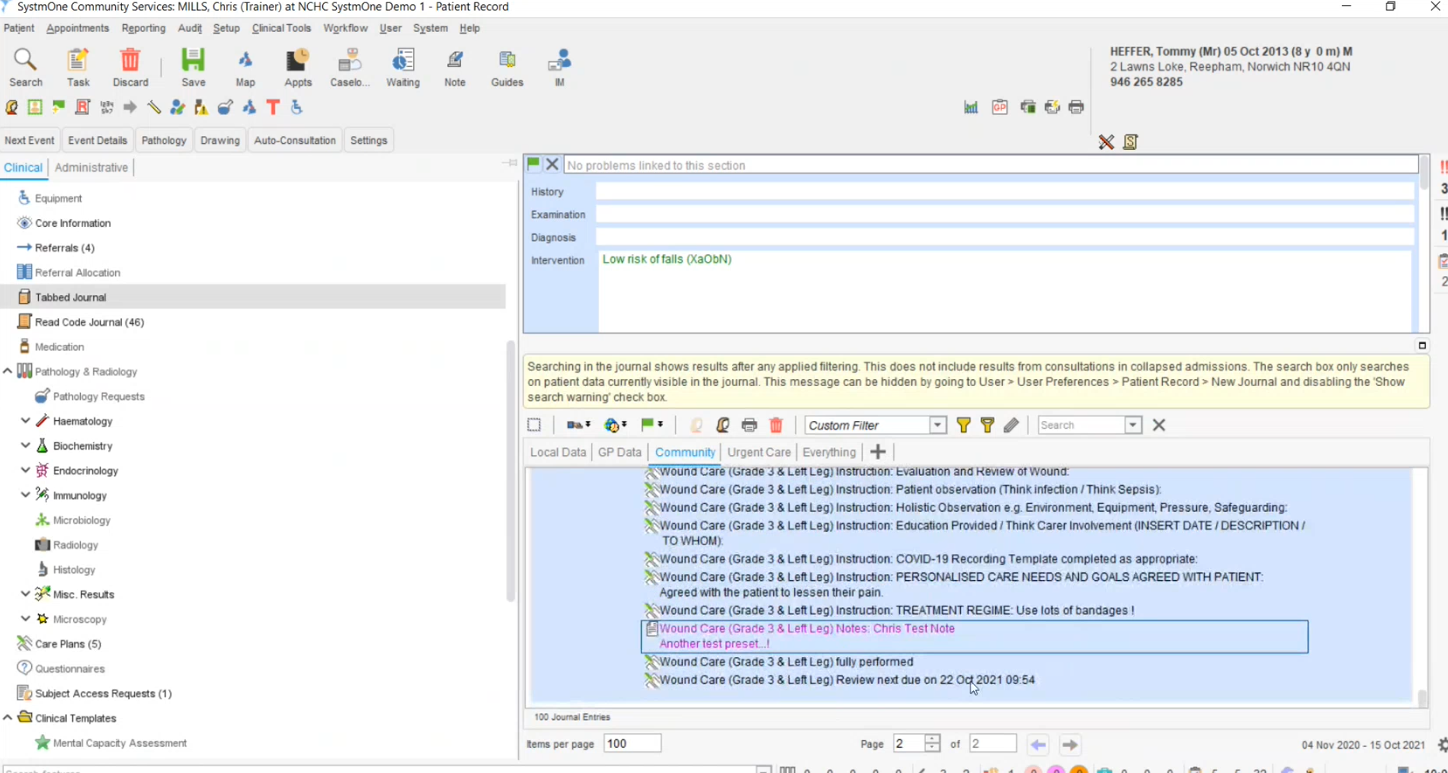 SystmOne Community Services: MILLS, Chris (Trainer) at NCHC SystmOne Demo 1 - Patient Record
Patient Appointments Reporting Audit Setup Clinical Tools Workflow User System Help
Search Task Discard Save Map Appts Caselo... Waiting Note Guides IM
HEFFER, Tommy (Mr) 05 Oct 2013 (8 y 0 m) M
2 Lawns Loke, Reepham, Norwich NR10 4QN
946 265 8285
Next Event Event Details Pathology Drawing Auto-Consultation Settings
Clinical Administrative
Equipment
Core Information
Referrals (4)
Referral Allocation
Tabbed Journal
Read Code Journal (46)
Medication
Pathology & Radiology
Pathology Requests
Haematology
Biochemistry
Endocrinology
Immunology
Microbiology
Radiology
Histology
Misc. Results
Microscopy
Care Plans (5)
Questionnaires
Subject Access Requests (1)
Clinical Templates
Mental Capacity Assessment
No problems linked to this section
History
Examination
Diagnosis
Intervention Low risk of falls (XaObN)
Searching in the journal shows results after any applied filtering. This does not include results from consultations in collapsed admissions. The search box only searches
on patient data currently visible in the journal. This message can be hidden by going to User > User Preferences > Patient Record > New Journal and disabling the 'Show
search warning' check box.
Custom Filter Search
Local Data GP Data Community Urgent Care Everything
Wound Care (Grade 3 & Left Leg) Instruction: Evaluation and Review of Wound:
Wound Care (Grade 3 & Left Leg) Instruction: Patient observation (Think infection / Think Sepsis):
Wound Care (Grade 3 & Left Leg) Instruction: Holistic Observation e.g. Environment, Equipment, Pressure, Safeguarding:
Wound Care (Grade 3 & Left Leg) Instruction: Education Provided / Think Carer Involvement (INSERT DATE / DESCRIPTION /
TO WHOM):
Wound Care (Grade 3 & Left Leg) Instruction: COVID-19 Recording Template completed as appropriate:
Wound Care (Grade 3 & Left Leg) Instruction: PERSONALISED CARE NEEDS AND GOALS AGREED WITH PATIENT:
Agreed with the patient to lessen their pain.
Wound Care (Grade 3 & Left Leg) Instruction: TREATMENT REGIME: Use lots of bandages !
Wound Care (Grade 3 & Left Leg) Notes: Chris Test Note
Another test preset...!
Wound Care (Grade 3 & Left Leg) fully performed
Wound Care (Grade 3 & Left Leg) Review next due on 22 Oct 2021 09:54
100 Journal Entries
Items per page 100 Page 2 of 2 04 Nov 2020 - 15 Oct 2021